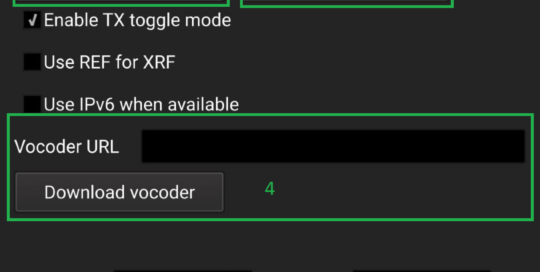 Enable TX toggle mode
Use REF for XRF
Use IPv6 when available
Vocoder URL
Download vocoder 4